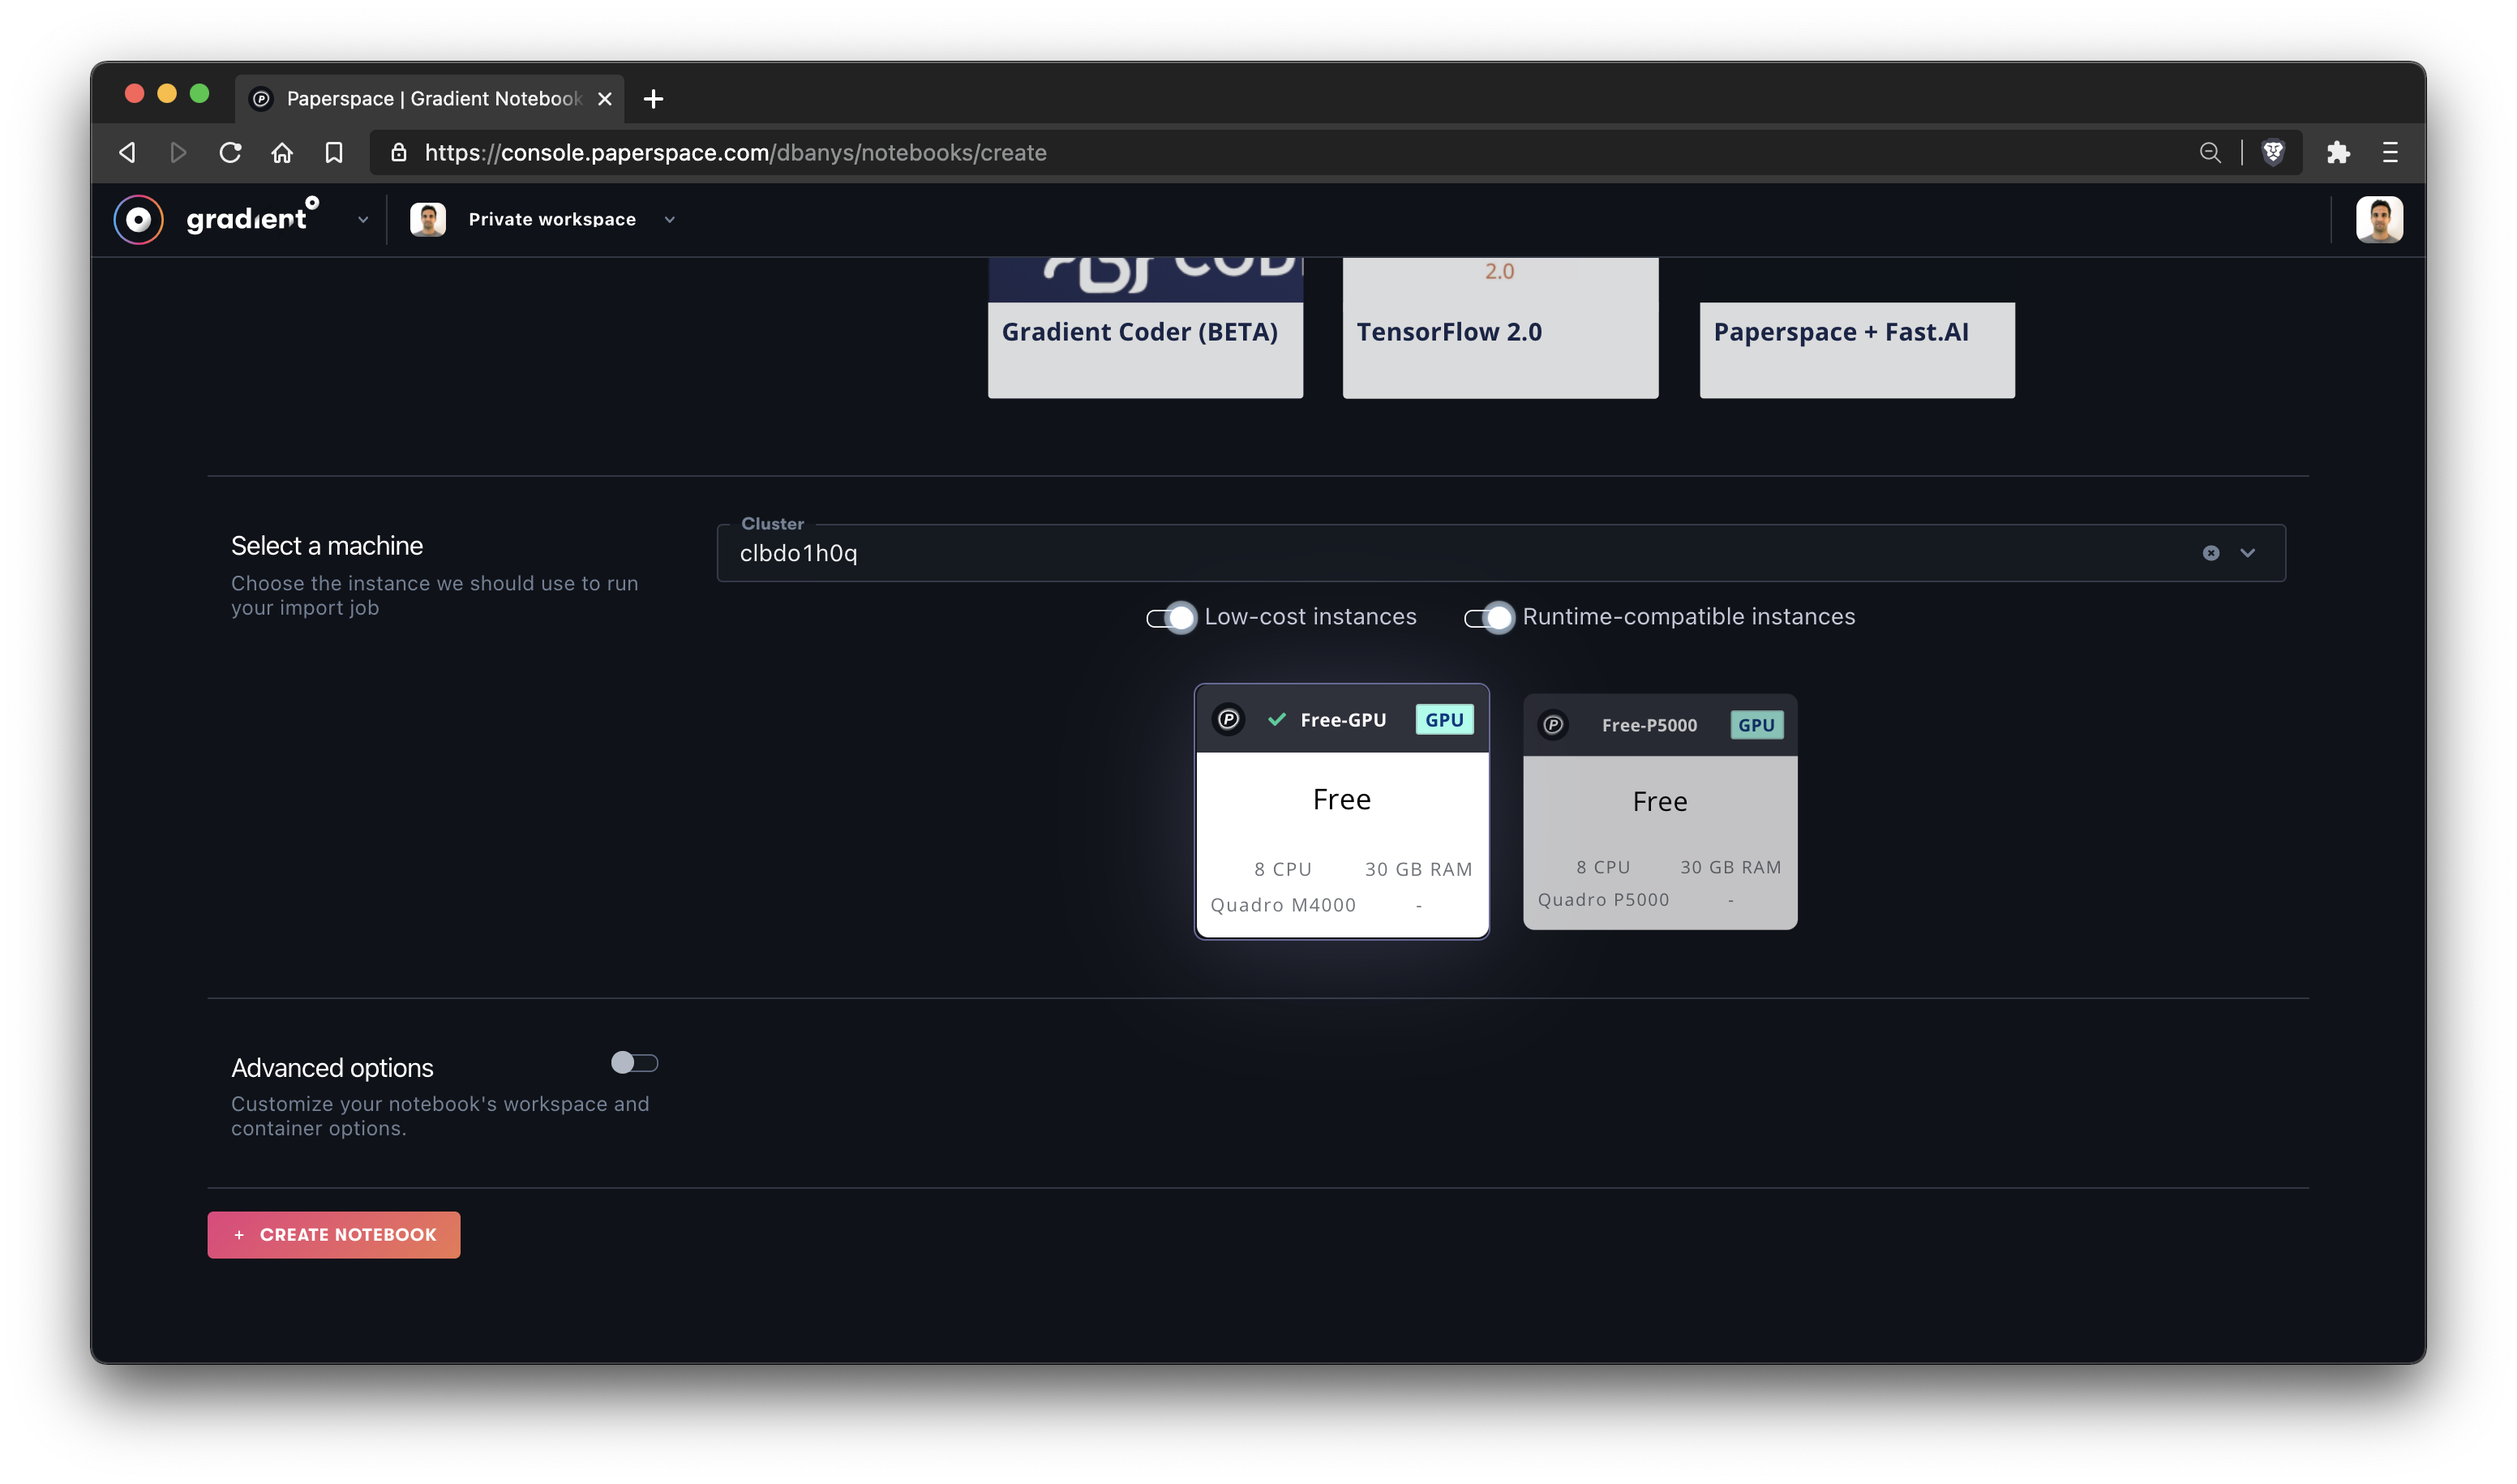 Paperspace | Gradient Notebook
https://console.paperspace.com/dbanys/notebooks/create
gradient
Private workspace
2.0
Gradient Coder (BETA)
TensorFlow 2.0
Paperspace + Fast.AI
Select a machine
Choose the instance we should use to run
your import job
Cluster
clbdo1h0q
Low-cost instances
Runtime-compatible instances
Free-GPU
GPU
Free
8 CPU
30 GB RAM
Quadro M4000
-
Free-P5000
GPU
Free
8 CPU
30 GB RAM
Quadro P5000
-
Advanced options
Customize your notebook's workspace and
container options.
+ CREATE NOTEBOOK